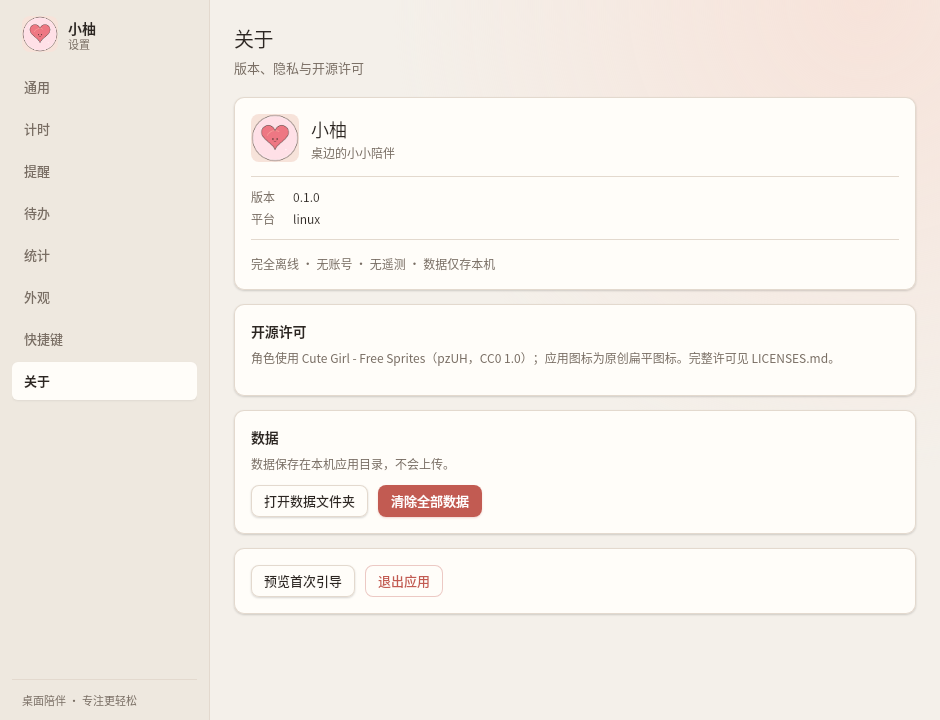 小柚
设置
通用
计时
提醒
待办
统计
外观
快捷键
关于
桌面陪伴 · 专注更轻松
关于
版本、隐私与开源许可
小柚
桌边的小小陪伴
版本 0.1.0
平台 linux
完全离线 · 无账号 · 无遥测 · 数据仅存本机
开源许可
角色使用 Cute Girl - Free Sprites（pzUH，CC0 1.0）；应用图标为原创扁平图标。完整许可见 LICENSES.md。
数据
数据保存在本机应用目录，不会上传。
打开数据文件夹 清除全部数据
预览首次引导 退出应用